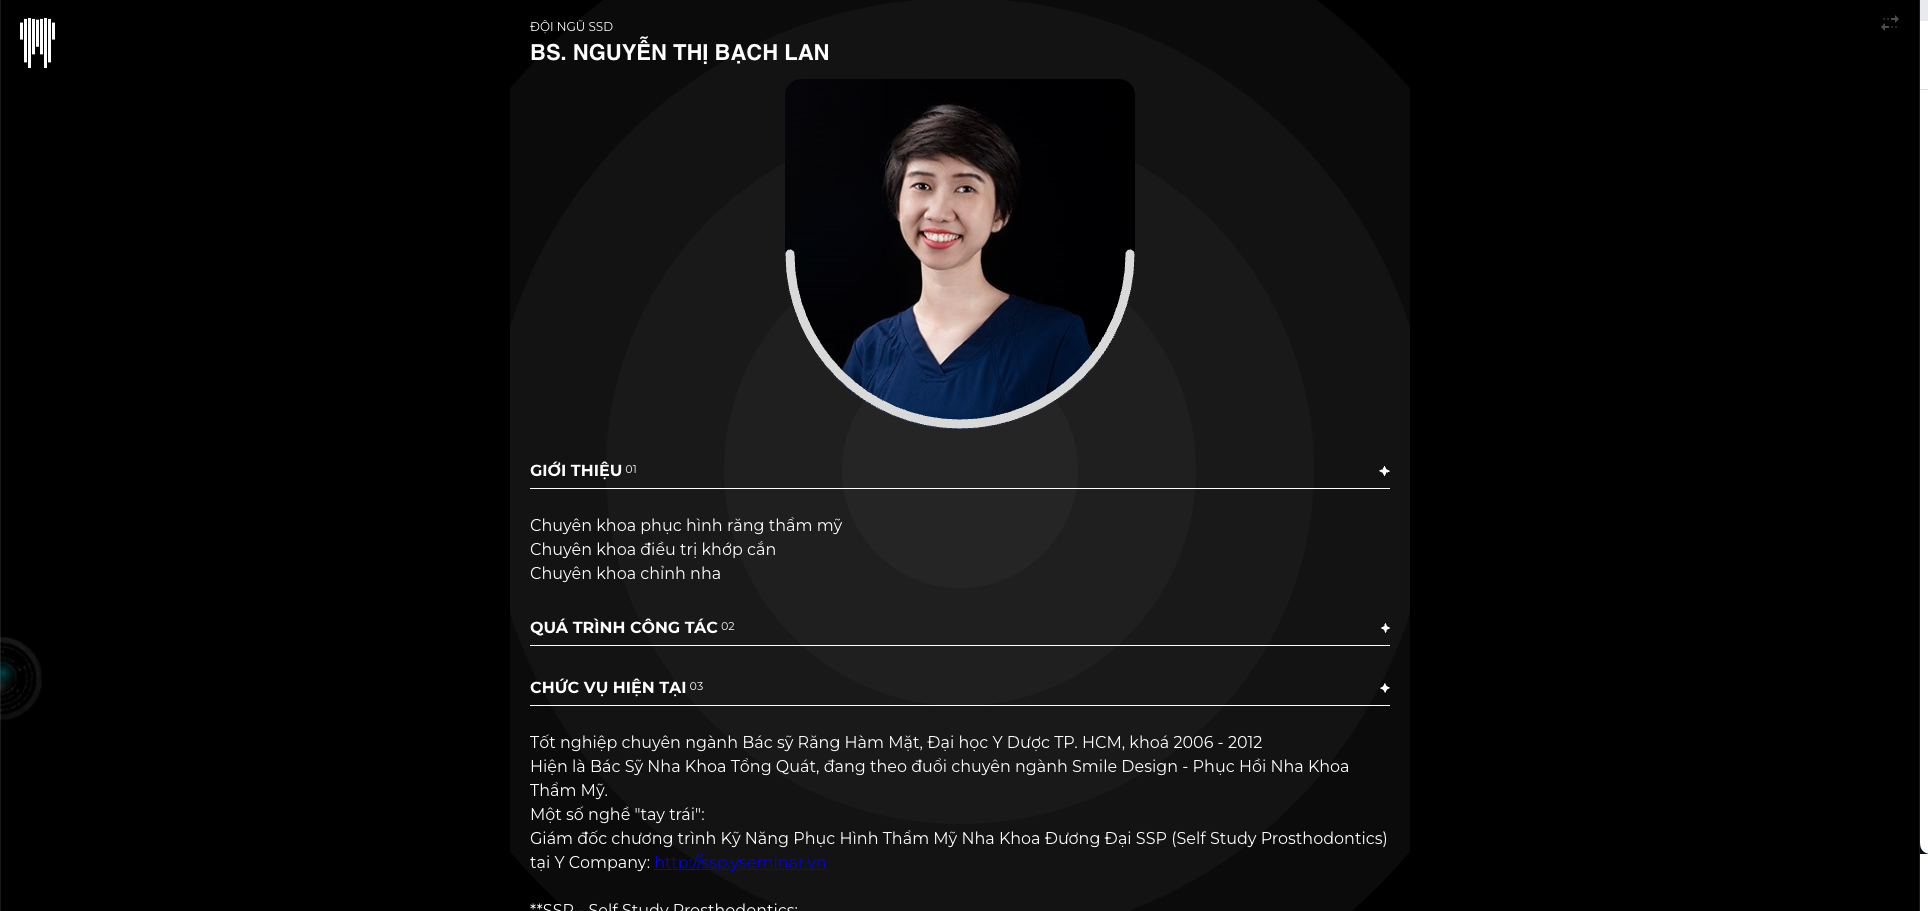 ĐỘI NGŨ SSD
BS. NGUYỄN THỊ BẠCH LAN
GIỚI THIỆU 01
Chuyên khoa phục hình răng thẩm mỹ
Chuyên khoa điều trị khớp cắn
Chuyên khoa chỉnh nha
QUÁ TRÌNH CÔNG TÁC 02
CHỨC VỤ HIỆN TẠI 03
Tốt nghiệp chuyên ngành Bác sỹ Răng Hàm Mặt, Đại học Y Dược TP. HCM, khoá 2006 - 2012
Hiện là Bác Sỹ Nha Khoa Tổng Quát, đang theo đuổi chuyên ngành Smile Design - Phục Hồi Nha Khoa
Thẩm Mỹ.
Một số nghề "tay trái":
Giám đốc chương trình Kỹ Năng Phục Hình Thẩm Mỹ Nha Khoa Đương Đại SSP (Self Study Prosthodontics)
tại Y Company: http://ssp.yseminar.vn
**SSP - Self Study Prosthodontics: